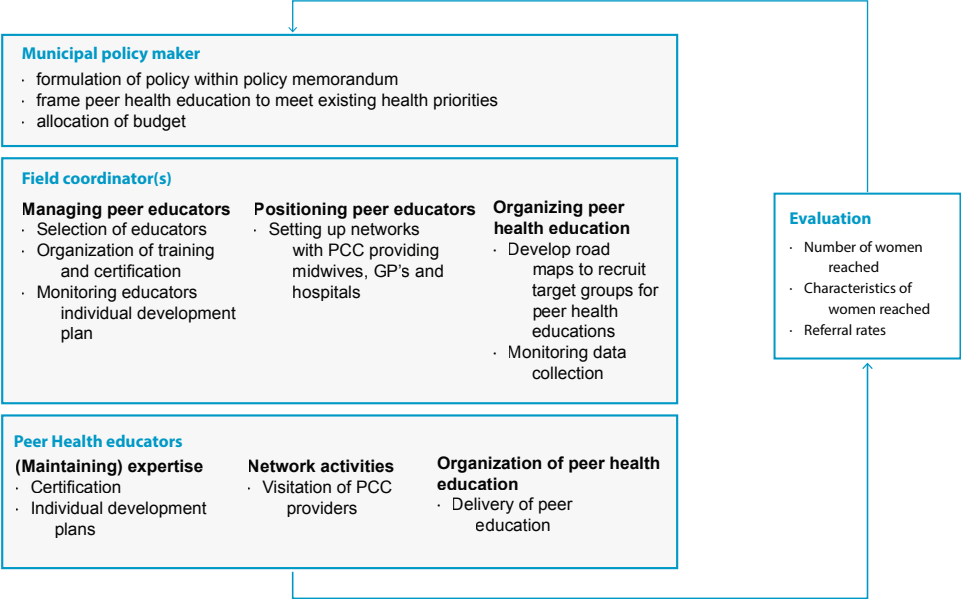 Municipal policy maker
· formulation of policy within policy memorandum
· frame peer health education to meet existing health priorities
· allocation of budget
Field coordinator(s)
Managing peer educators
· Selection of educators
· Organization of training
and certification
· Monitoring educators
individual development
plan
Positioning peer educators
· Setting up networks
with PCC providing
midwives, GP's and
hospitals
Organizing peer
health education
· Develop road
maps to recruit
target groups for
peer health
educations
· Monitoring data
collection
Peer Health educators
(Maintaining) expertise
· Certification
· Individual development
plans
Network activities
· Visitation of PCC
providers
Organization of peer health
education
· Delivery of peer
education
Evaluation
· Number of women
reached
· Characteristics of
women reached
· Referral rates